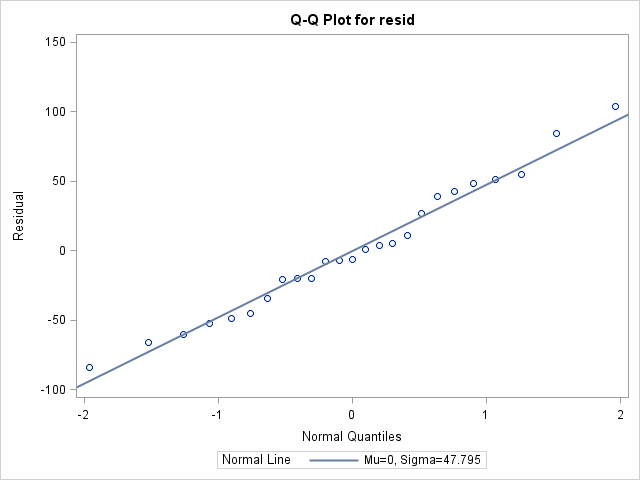 Q-Q Plot for resid
150
100
50
0
-50
-100
Residual
-2
-1
0
1
2
Normal Quantiles
Normal Line Mu=0, Sigma=47.795